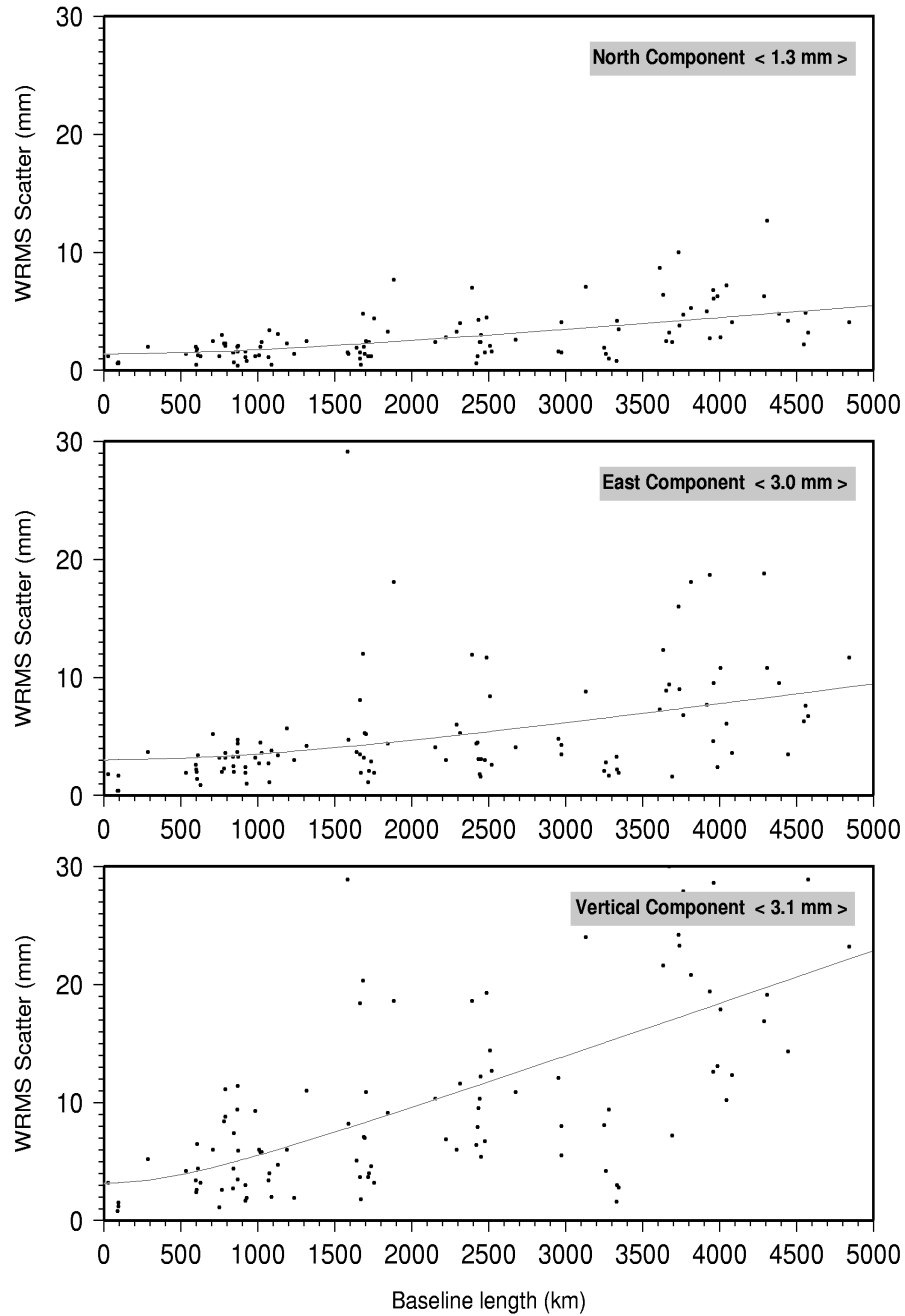 30
North Component < 1.3 mm >
20
WRMS Scatter (mm)
10
0
0 500 1000 1500 2000 2500 3000 3500 4000 4500 5000
30
East Component < 3.0 mm >
20
WRMS Scatter (mm)
10
0
0 500 1000 1500 2000 2500 3000 3500 4000 4500 5000
30
Vertical Component < 3.1 mm >
20
WRMS Scatter (mm)
10
0
0 500 1000 1500 2000 2500 3000 3500 4000 4500 5000
Baseline length (km)